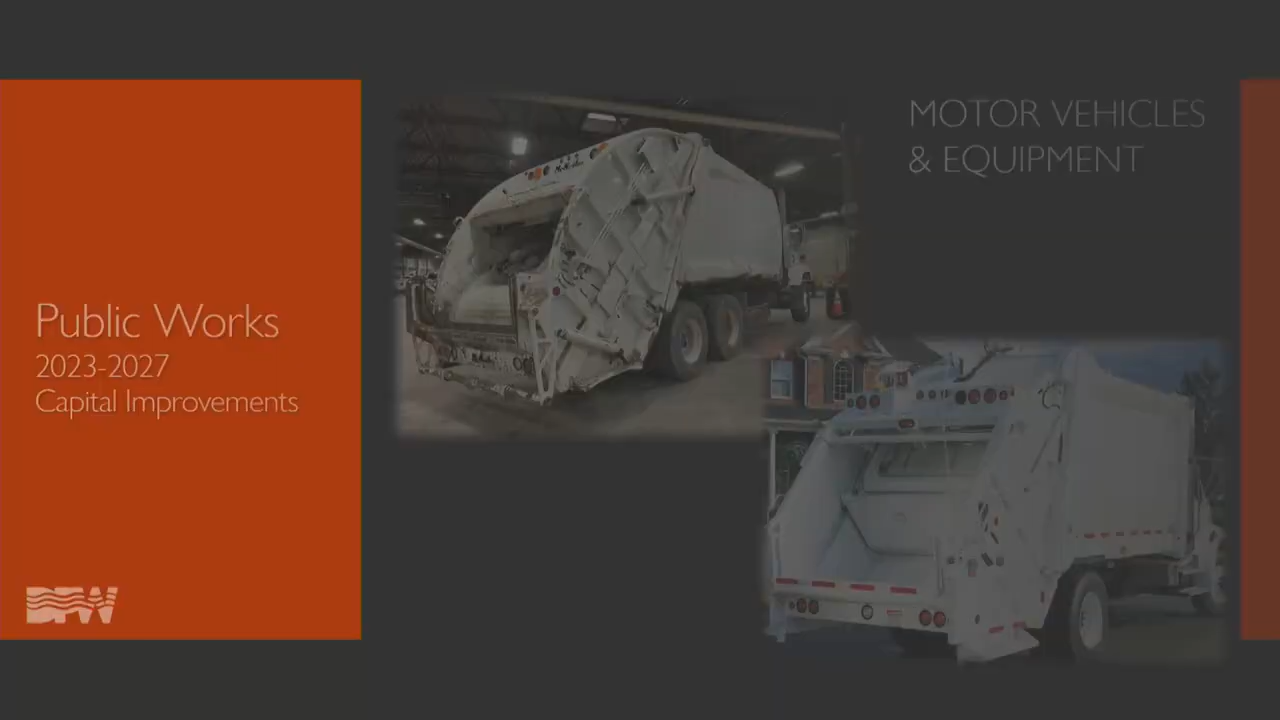 MOTOR VEHICLES
& EQUIPMENT
Public Works
2023-2027
Capital Improvements
DPW